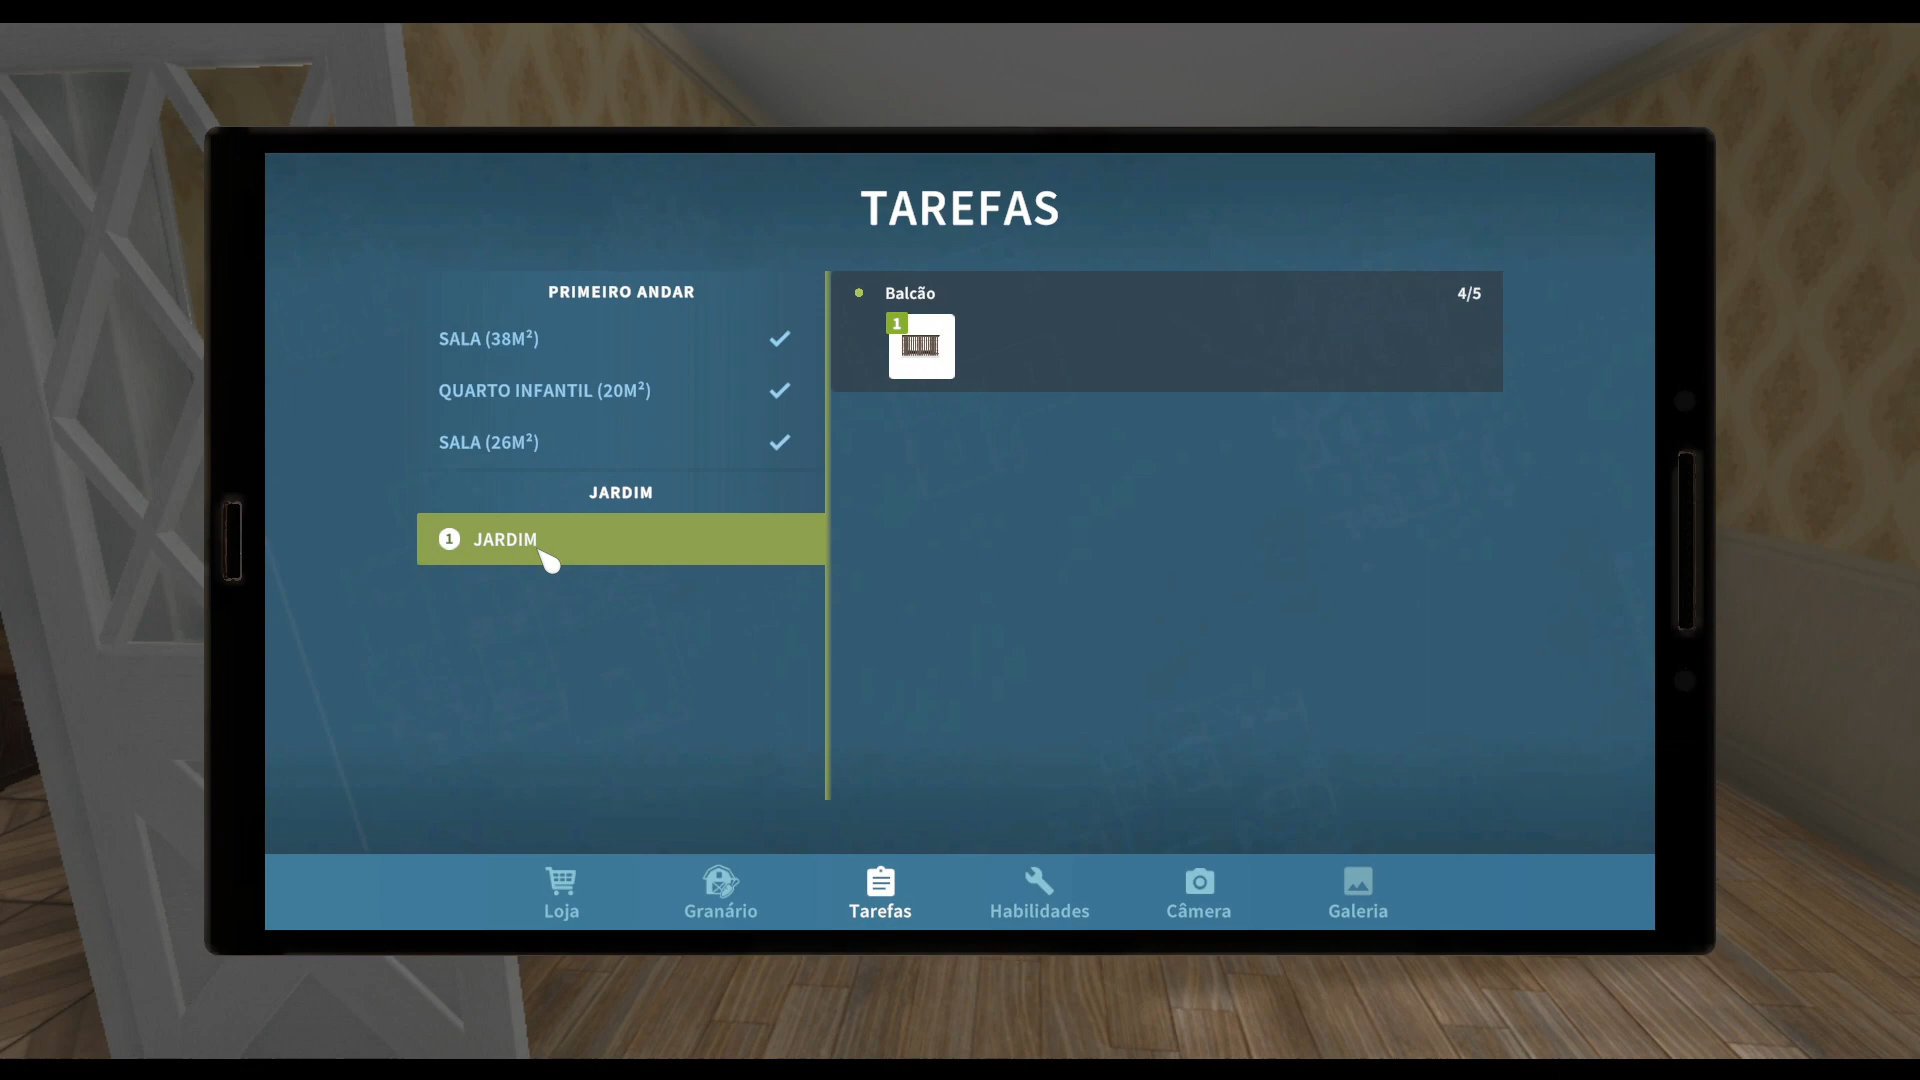 TAREFAS
PRIMEIRO ANDAR
SALA (38M²)
QUARTO INFANTIL (20M²)
SALA (26M²)
JARDIM
1 JARDIM
Balcão 4/5
1
Loja
Granário
Tarefas
Habilidades
Câmera
Galeria